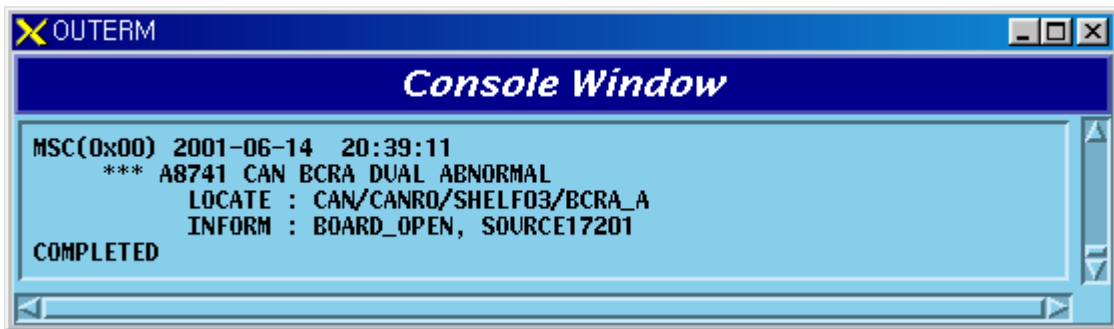 OUTERM
Console Window
MSC(0x00) 2001-06-14 20:39:11
*** A8741 CAN BCRA DUAL ABNORMAL
LOCATE : CAN/CANRO/SHELF03/BCRA_A
INFORM : BOARD_OPEN, SOURCE17201
COMPLETED